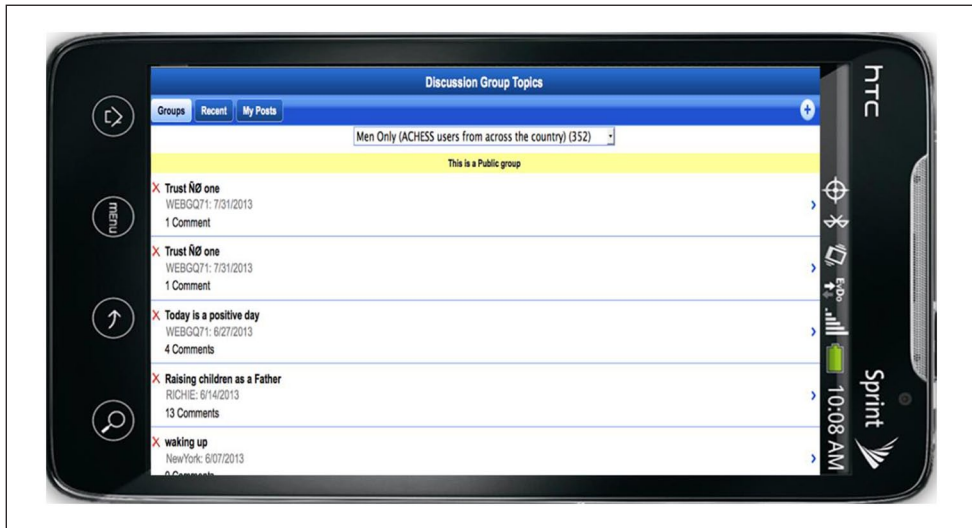 Discussion Group Topics
Groups Recent My Posts
Men Only (ACHESS users from across the country) (352)
This is a Public group
X Trust ÑØ one
WEBGQ71: 7/31/2013
1 Comment
X Trust ÑØ one
WEBGQ71: 7/31/2013
1 Comment
X Today is a positive day
WEBGQ71: 6/27/2013
4 Comments
X Raising children as a Father
RICHIE: 6/14/2013
13 Comments
X waking up
NewYork: 6/07/2013
hTC
Sprint
EVDO
10:08 AM
menu